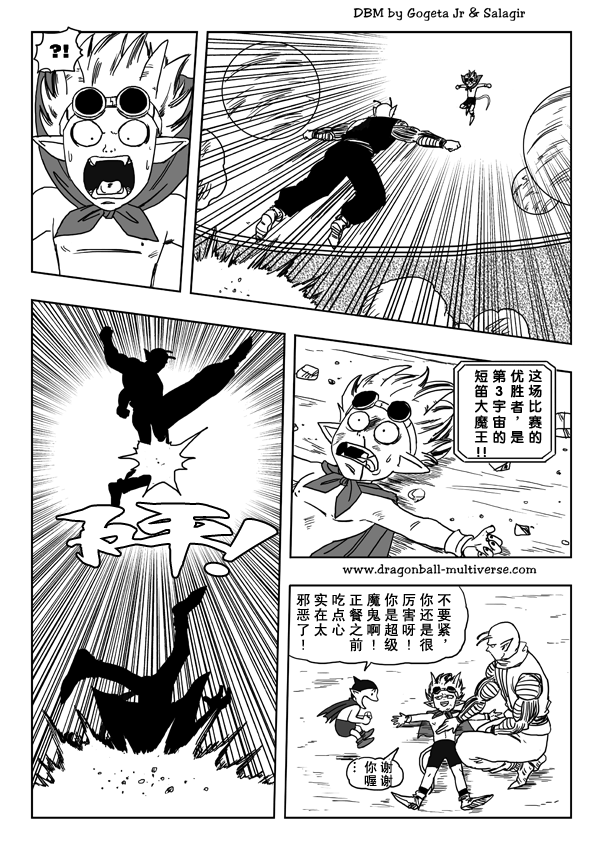 DBM by Gogeta Jr & Salagir
?!
这场比赛的
优胜者，是
第3宇宙的
短笛大魔王!!
砰!
www.dragonball-multiverse.com
不要紧，
你还是很
厉害呀！
你是超级
魔鬼啊！
正餐之前
吃点心
实在太
邪恶了！
谢谢
你喔
…